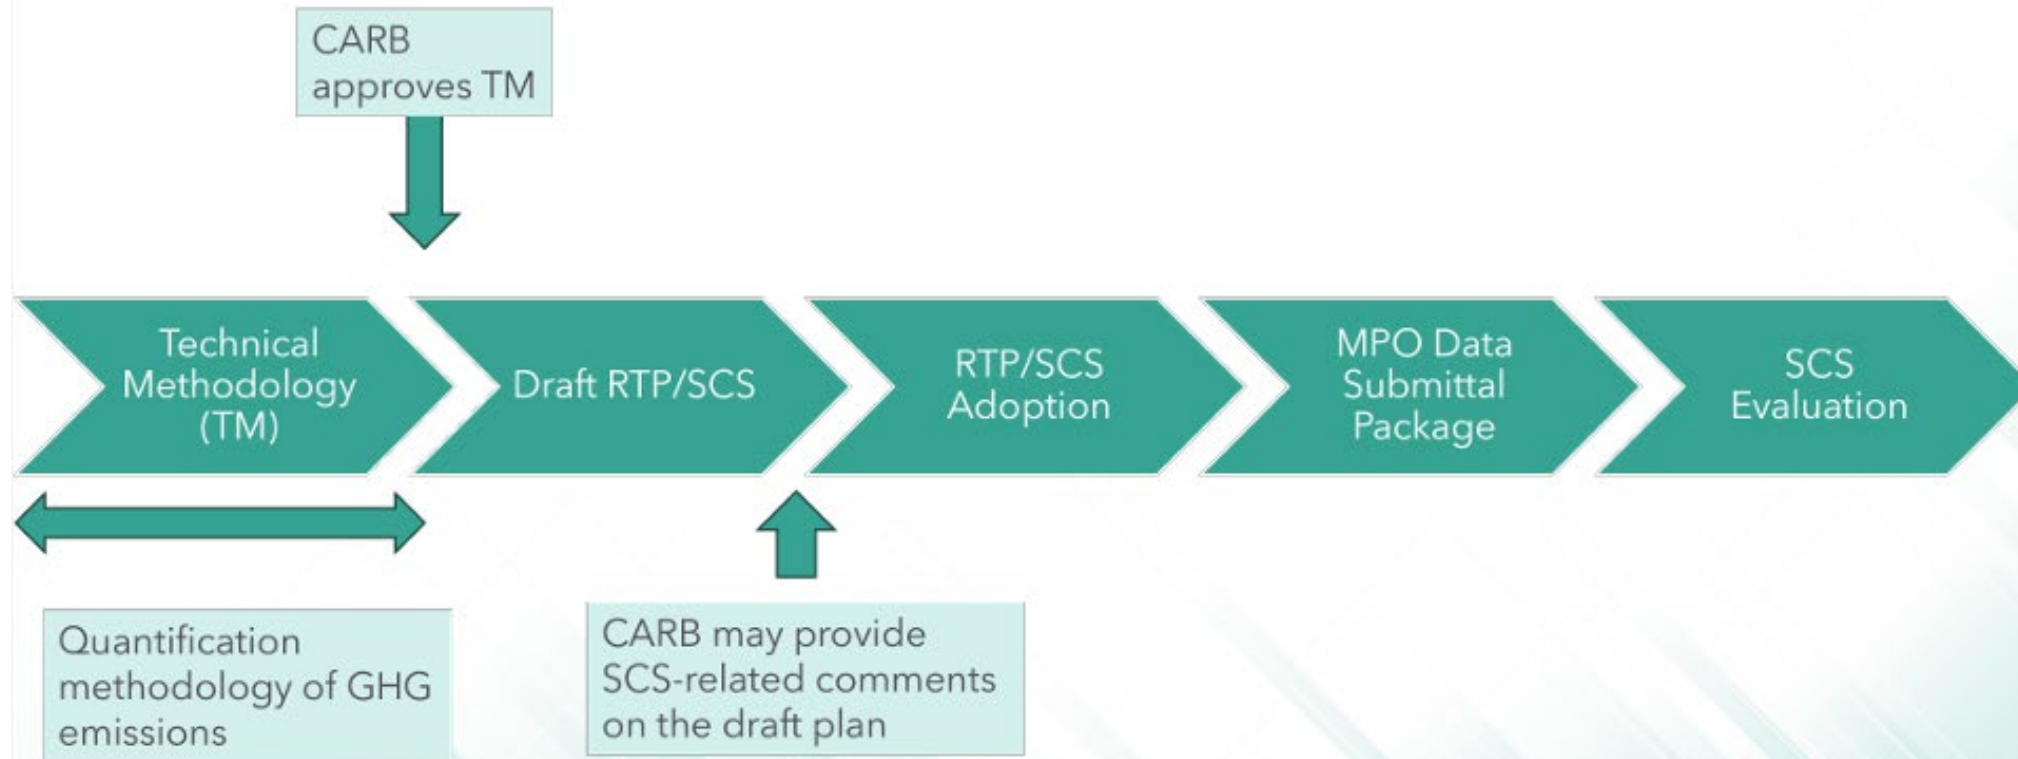 CARB
approves TM
Technical
Methodology
(TM)
Draft RTP/SCS
RTP/SCS
Adoption
MPO Data
Submittal
Package
SCS
Evaluation
Quantification
methodology of GHG
emissions
CARB may provide
SCS-related comments
on the draft plan